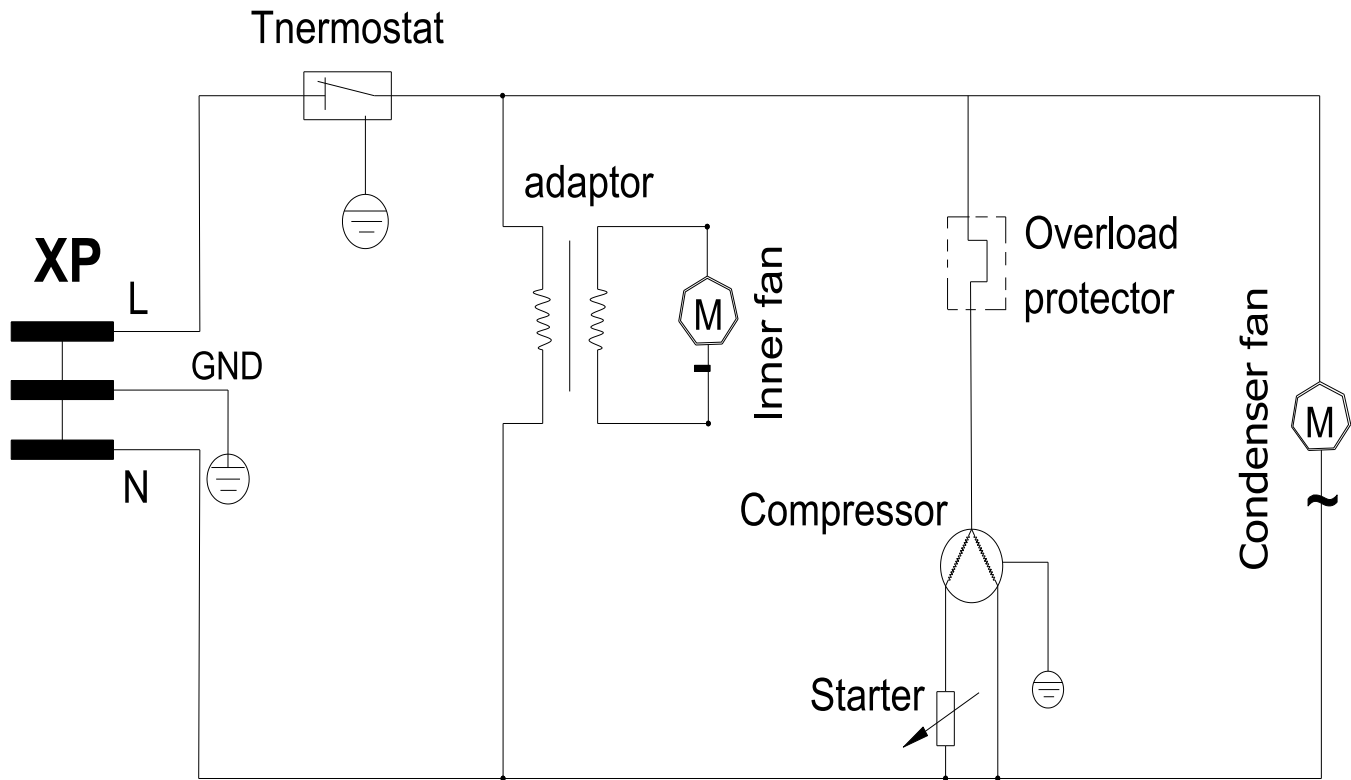 Tnermostat
adaptor
XP
L
GND
N
M
Inner fan
Overload
protector
Condenser fan
M
~
Compressor
Starter